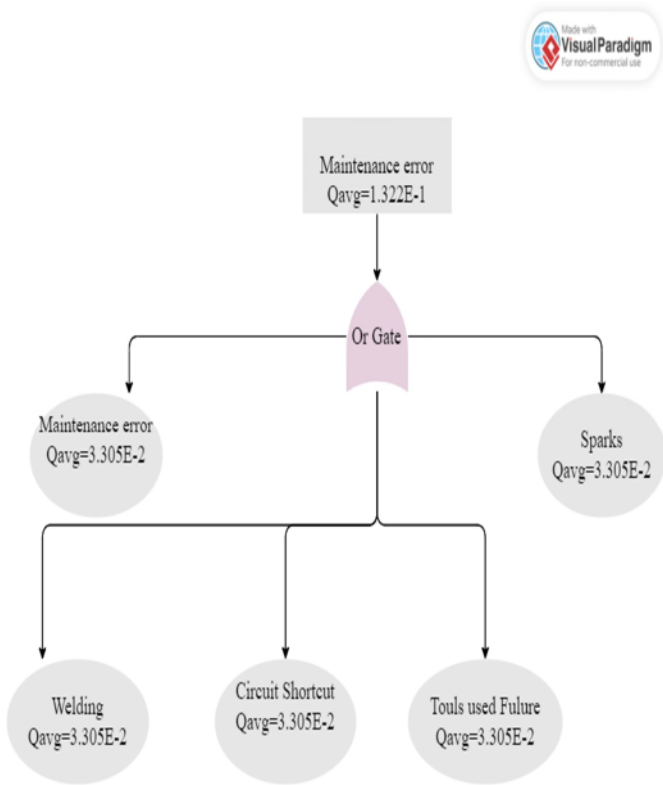 Made with
Visual Paradigm
For non-commercial use
Maintenance error
Qavg=1.322E-1
Or Gate
Maintenance error
Qavg=3.305E-2
Sparks
Qavg=3.305E-2
Welding
Qavg=3.305E-2
Circuit Shortcut
Qavg=3.305E-2
Touls used Fulure
Qavg=3.305E-2